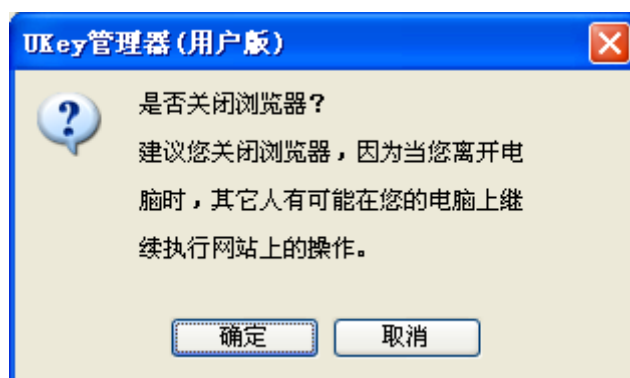 UKey管理器(用户版)
是否关闭浏览器？
建议您关闭浏览器，因为当您离开电
脑时，其它人有可能在您的电脑上继
续执行网站上的操作。
确定
取消